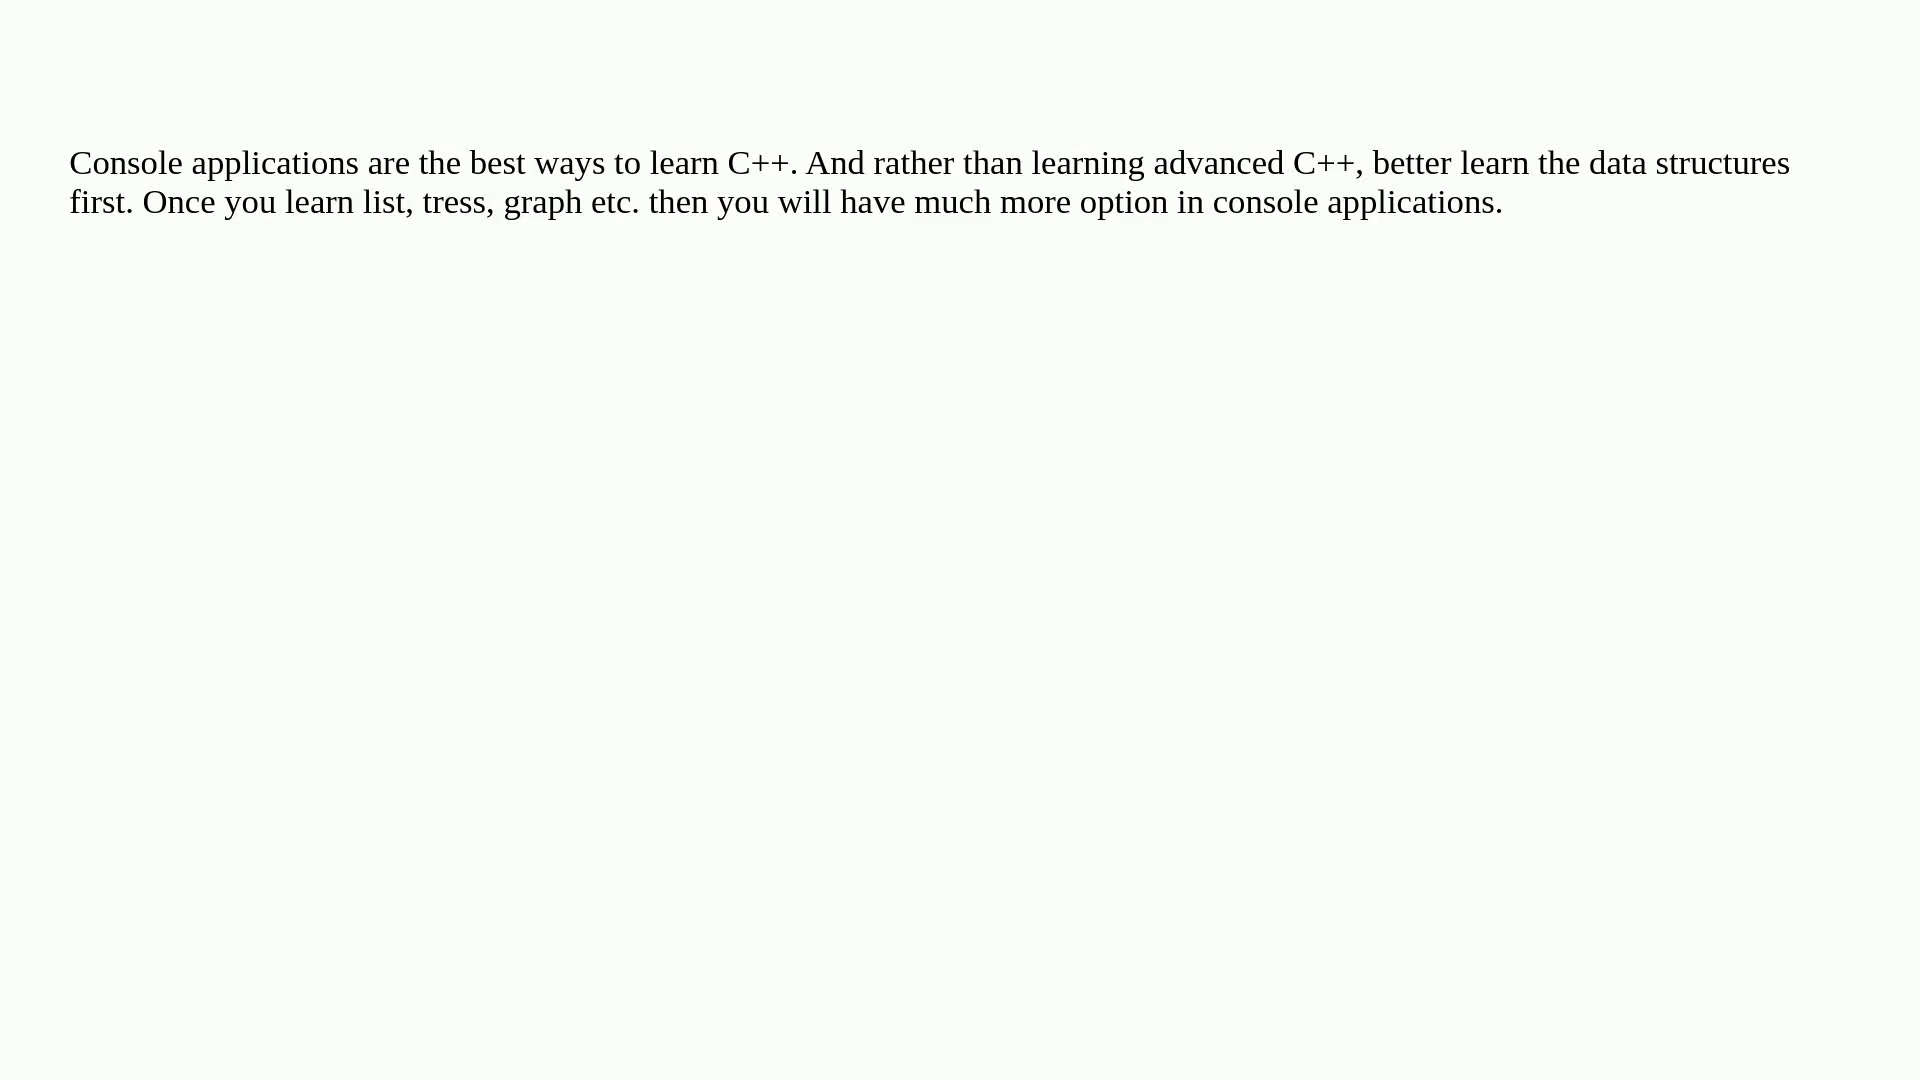 Console applications are the best ways to learn C++. And rather than learning advanced C++, better learn the data structures
first. Once you learn list, tress, graph etc. then you will have much more option in console applications.